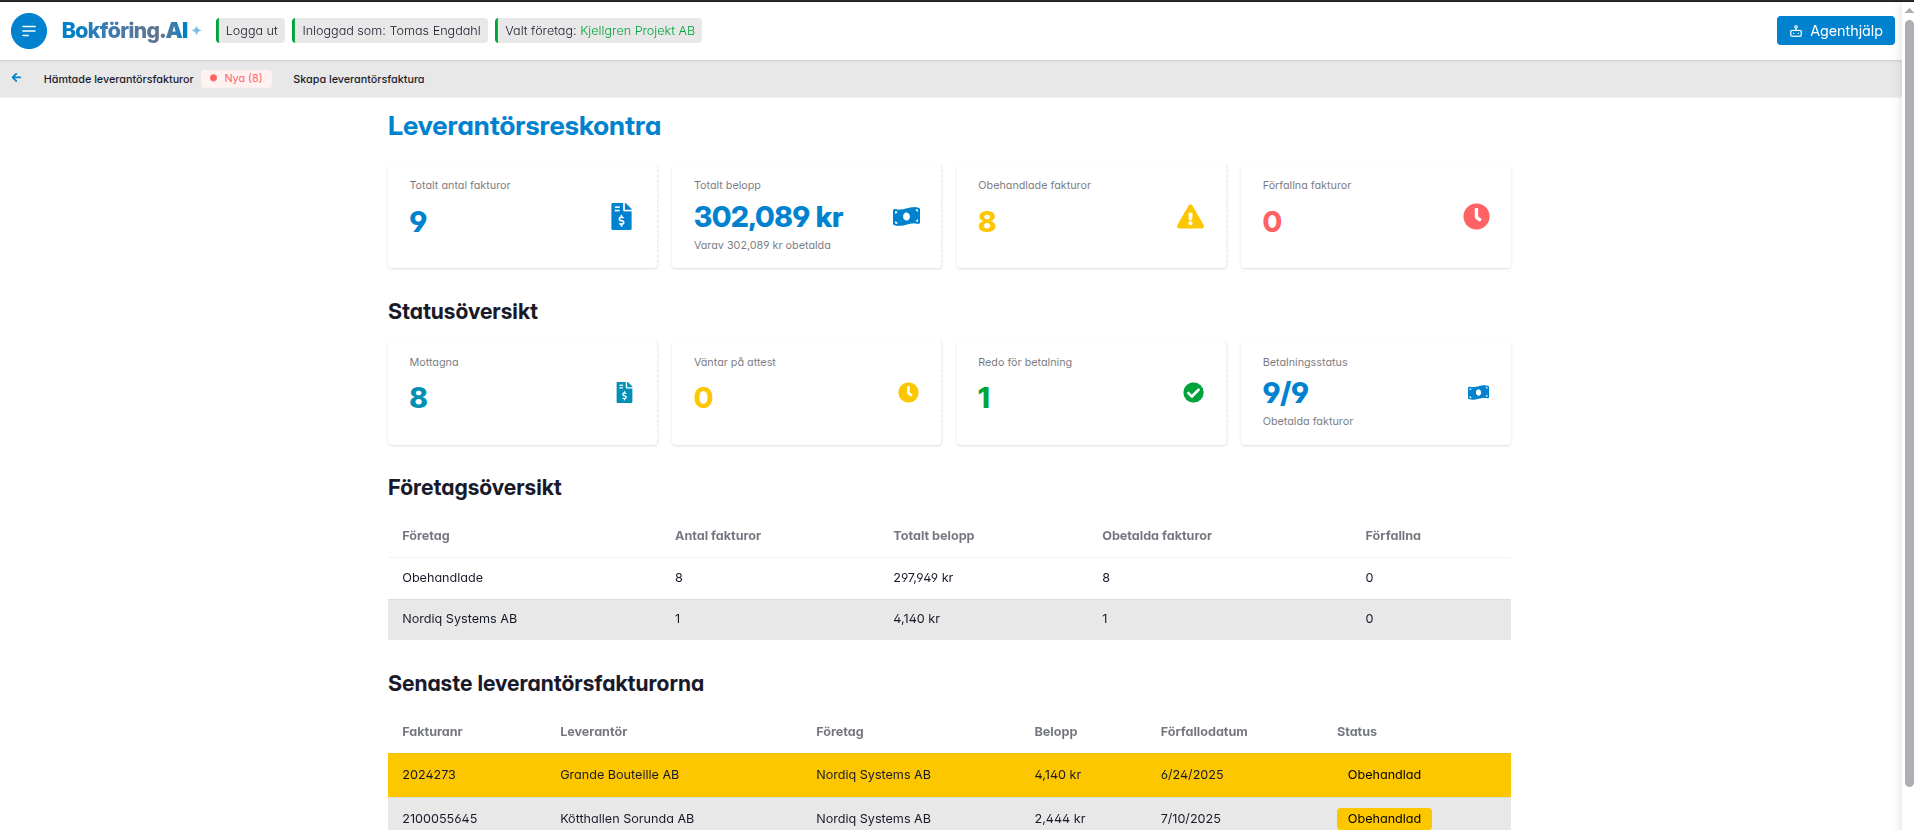 Bokföring.AI
Logga ut
Inloggad som: Tomas Engdahl
Valt företag: Kjellgren Projekt AB
Agenthjälp
Hämtade leverantörsfakturor
Nya (8)
Skapa leverantörsfaktura
Leverantörsreskontra
Totalt antal fakturor
9
Totalt belopp
302,089 kr
Varav 302,089 kr obetalda
Obehandlade fakturor
8
Förfallna fakturor
0
Statusöversikt
Mottagna
8
Väntar på attest
0
Redo för betalning
1
Betalningsstatus
9/9
Obetalda fakturor
Företagsöversikt
Företag Antal fakturor Totalt belopp Obetalda fakturor Förfallna
Obehandlade 8 297,949 kr 8 0
Nordiq Systems AB 1 4,140 kr 1 0
Senaste leverantörsfakturorna
Fakturanr Leverantör Företag Belopp Förfallodatum Status
2024273 Grande Bouteille AB Nordiq Systems AB 4,140 kr 6/24/2025 Obehandlad
2100055645 Kötthallen Sorunda AB Nordiq Systems AB 2,444 kr 7/10/2025 Obehandlad